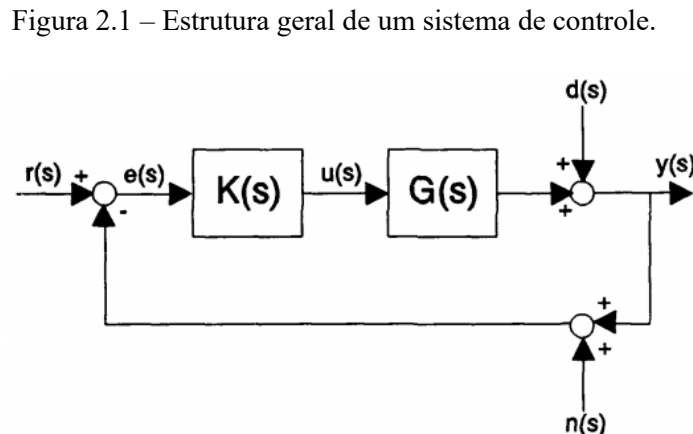 Figura 2.1 – Estrutura geral de um sistema de controle.
d(s)
r(s) + e(s) K(s) u(s) G(s) + y(s)
- +
+
+
n(s)